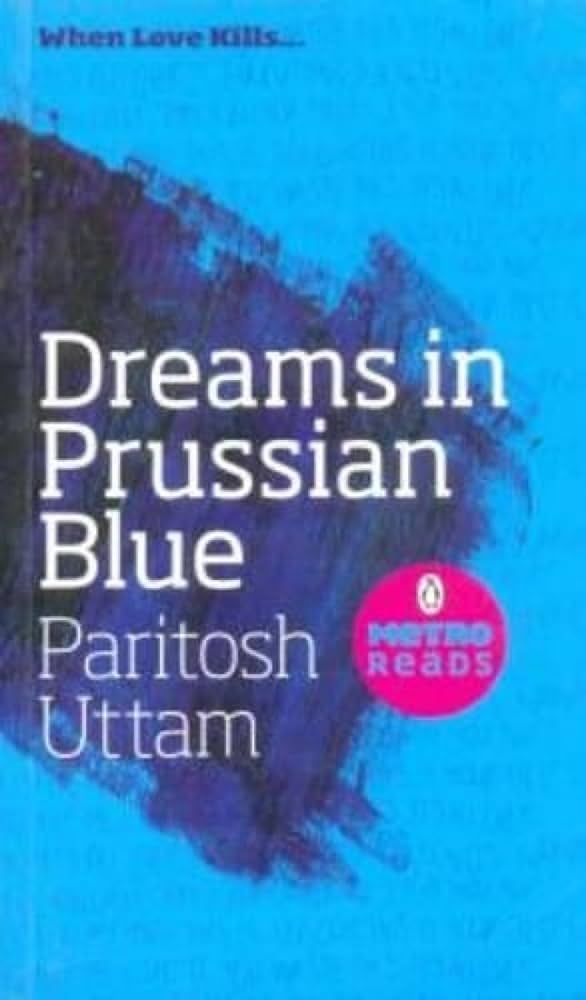 When Love Kills...
Dreams in
Prussian
Blue
Paritosh
Uttam
METRO
ReaDS